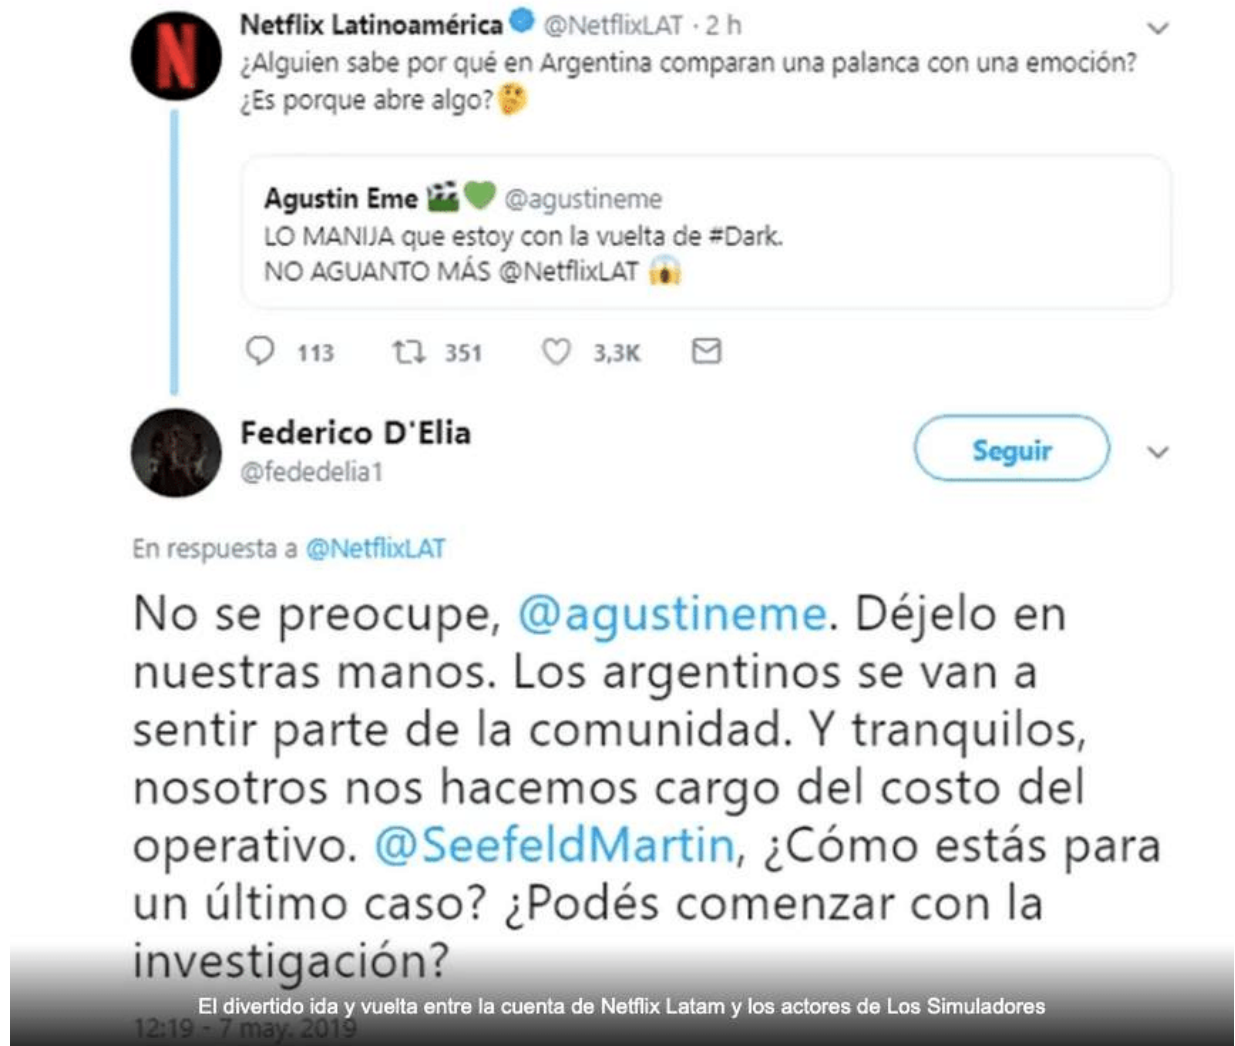 Netflix Latinoamérica @NetflixLAT · 2 h
¿Alguien sabe por qué en Argentina comparan una palanca con una emoción?
¿Es porque abre algo?🤔
Agustin Eme 🎬💚 @agustineme
LO MANIJA que estoy con la vuelta de #Dark.
NO AGUANTO MÁS @NetflixLAT 😱
113 351 3,3K
Federico D'Elia
@fededelia1
Seguir
En respuesta a @NetflixLAT
No se preocupe, @agustineme. Déjelo en
nuestras manos. Los argentinos se van a
sentir parte de la comunidad. Y tranquilos,
nosotros nos hacemos cargo del costo del
operativo. @SeefeldMartin, ¿Cómo estás para
un último caso? ¿Podés comenzar con la
investigación?
El divertido ida y vuelta entre la cuenta de Netflix Latam y los actores de Los Simuladores
12:19 - 7 may. 2019